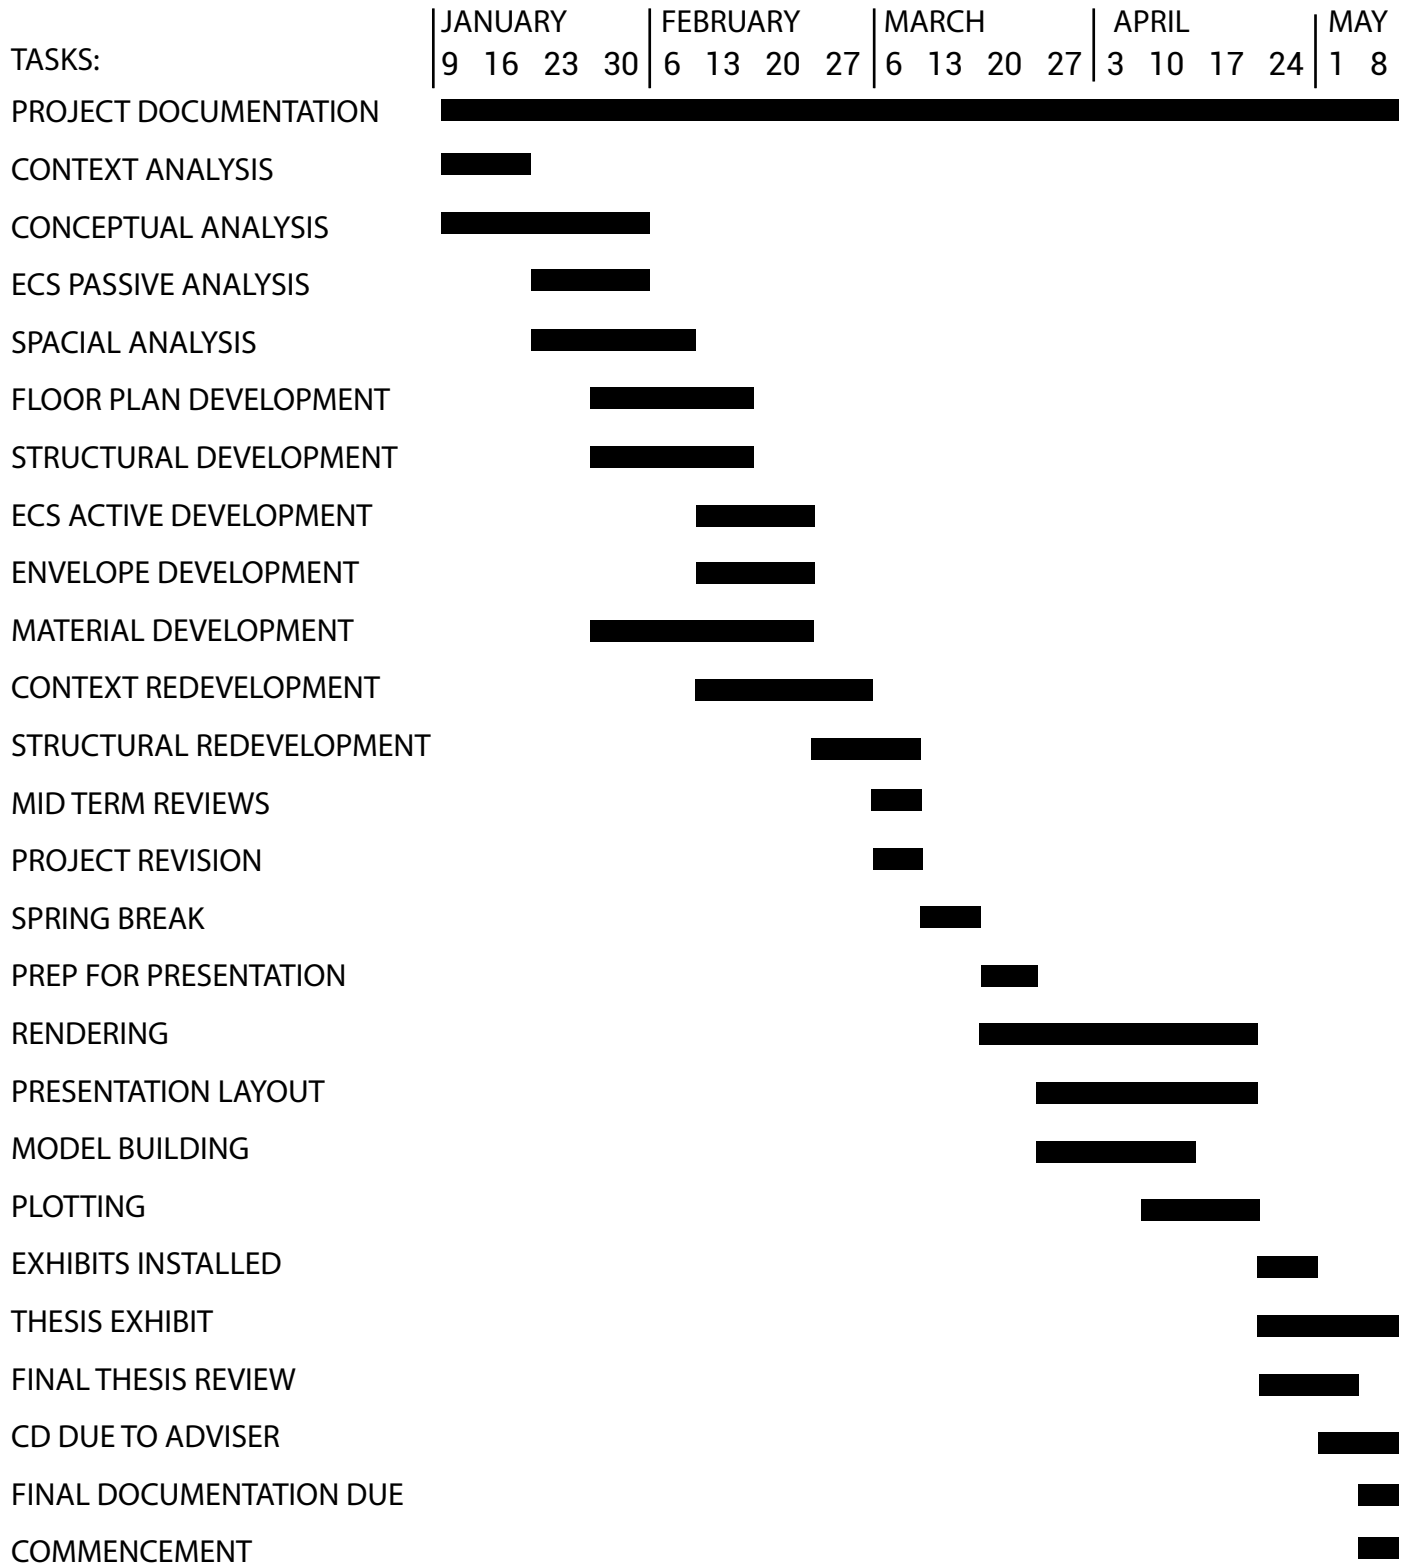 JANUARY FEBRUARY MARCH APRIL MAY
TASKS: 9 16 23 30 6 13 20 27 6 13 20 27 3 10 17 24 1 8
PROJECT DOCUMENTATION
CONTEXT ANALYSIS
CONCEPTUAL ANALYSIS
ECS PASSIVE ANALYSIS
SPACIAL ANALYSIS
FLOOR PLAN DEVELOPMENT
STRUCTURAL DEVELOPMENT
ECS ACTIVE DEVELOPMENT
ENVELOPE DEVELOPMENT
MATERIAL DEVELOPMENT
CONTEXT REDEVELOPMENT
STRUCTURAL REDEVELOPMENT
MID TERM REVIEWS
PROJECT REVISION
SPRING BREAK
PREP FOR PRESENTATION
RENDERING
PRESENTATION LAYOUT
MODEL BUILDING
PLOTTING
EXHIBITS INSTALLED
THESIS EXHIBIT
FINAL THESIS REVIEW
CD DUE TO ADVISER
FINAL DOCUMENTATION DUE
COMMENCEMENT